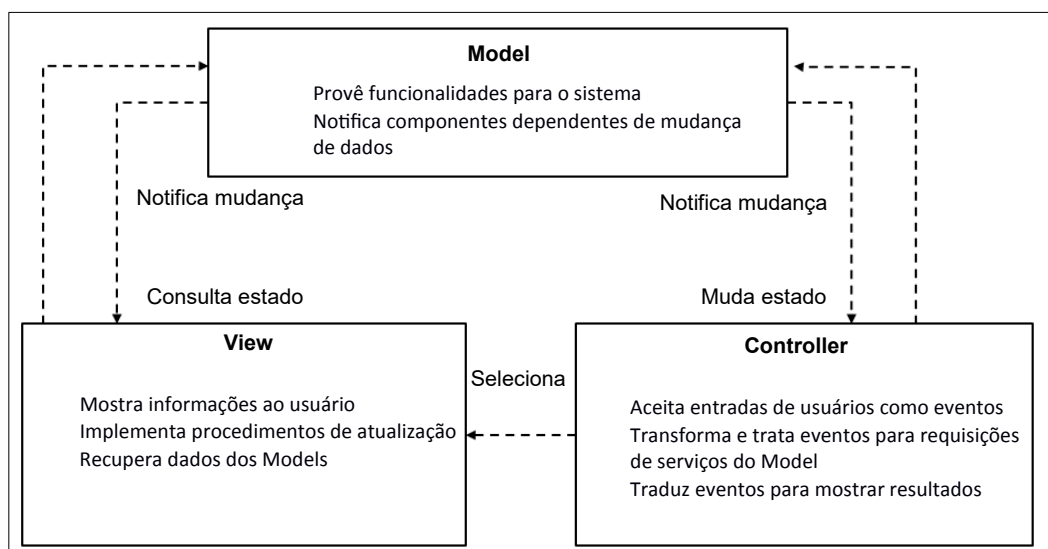 Model
Provê funcionalidades para o sistema
Notifica componentes dependentes de mudança
de dados
Notifica mudança
Notifica mudança
Consulta estado
Muda estado
View
Mostra informações ao usuário
Implementa procedimentos de atualização
Recupera dados dos Models
Seleciona
Controller
Aceita entradas de usuários como eventos
Transforma e trata eventos para requisições
de serviços do Model
Traduz eventos para mostrar resultados